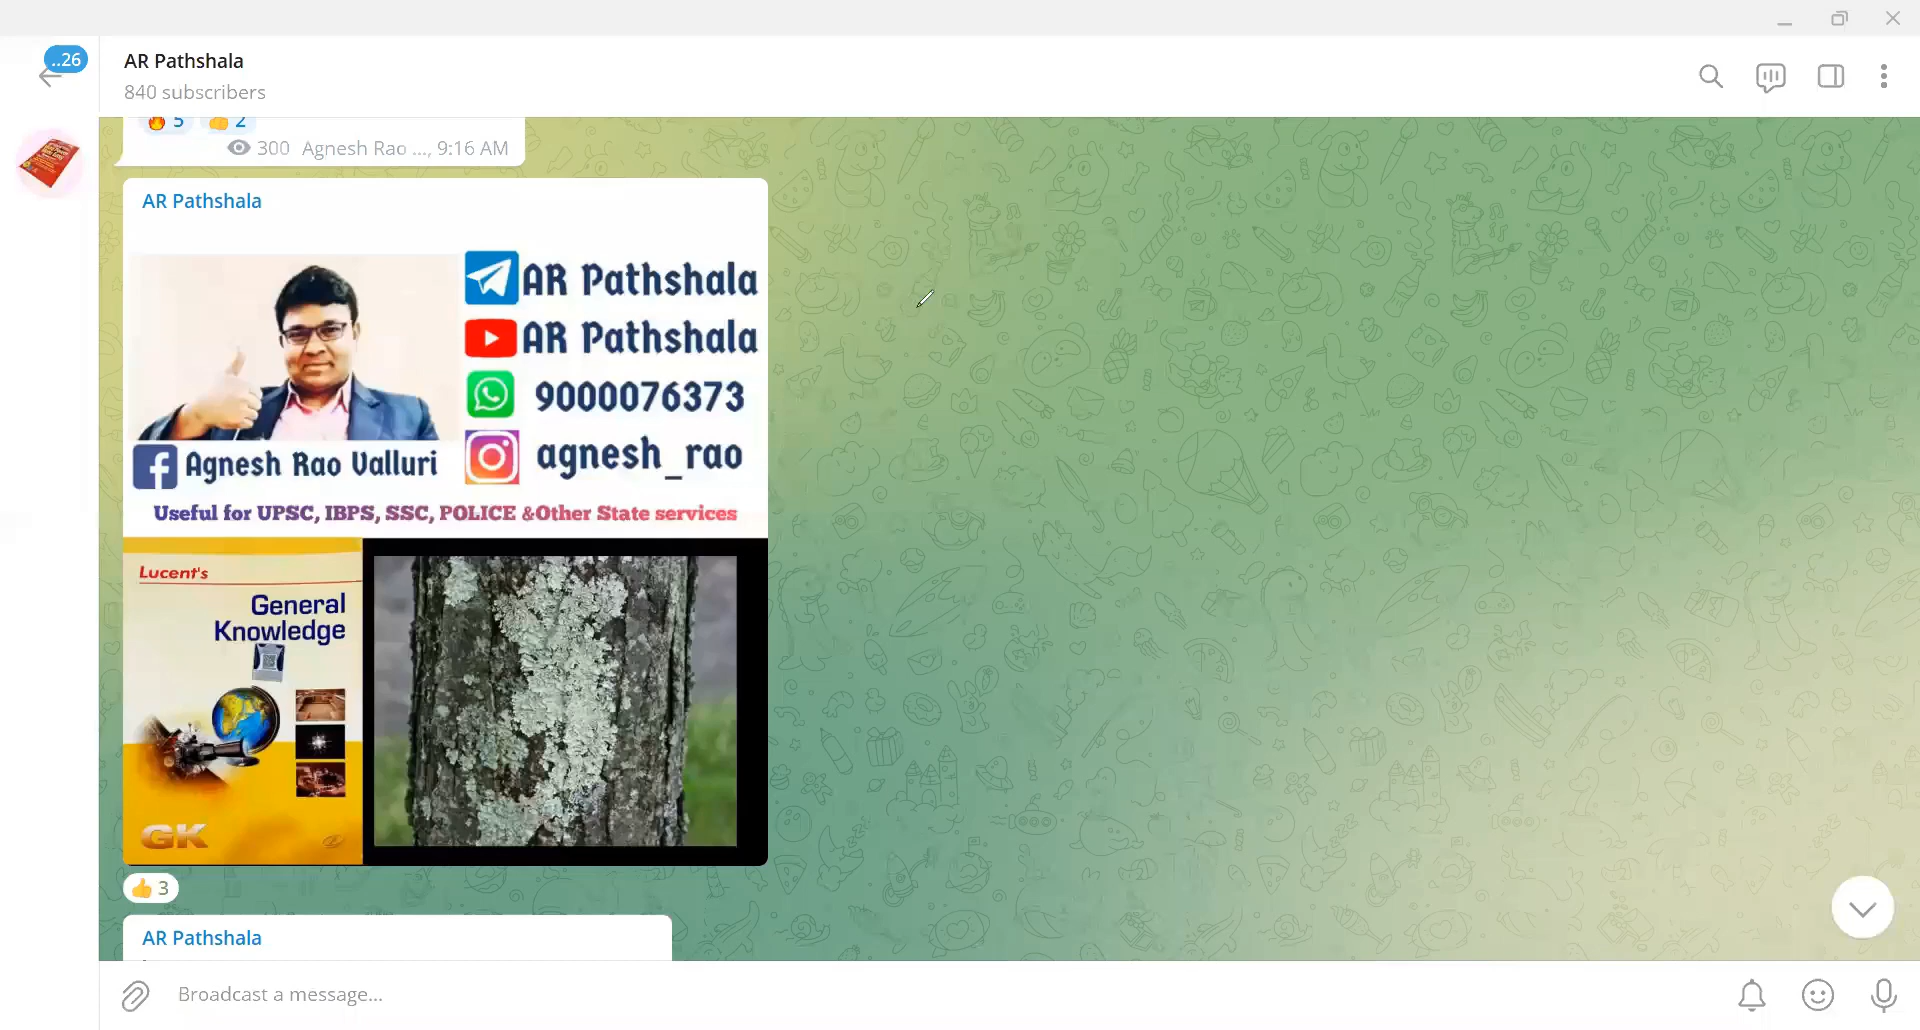 ..26
AR Pathshala
840 subscribers
5 2
300 Agnesh Rao ..., 9:16 AM
AR Pathshala
AR Pathshala
AR Pathshala
9000076373
agnesh_rao
Agnesh Rao Valluri
Useful for UPSC, IBPS, SSC, POLICE &Other State services
Lucent's
General
Knowledge
GK
3
AR Pathshala
Broadcast a message...